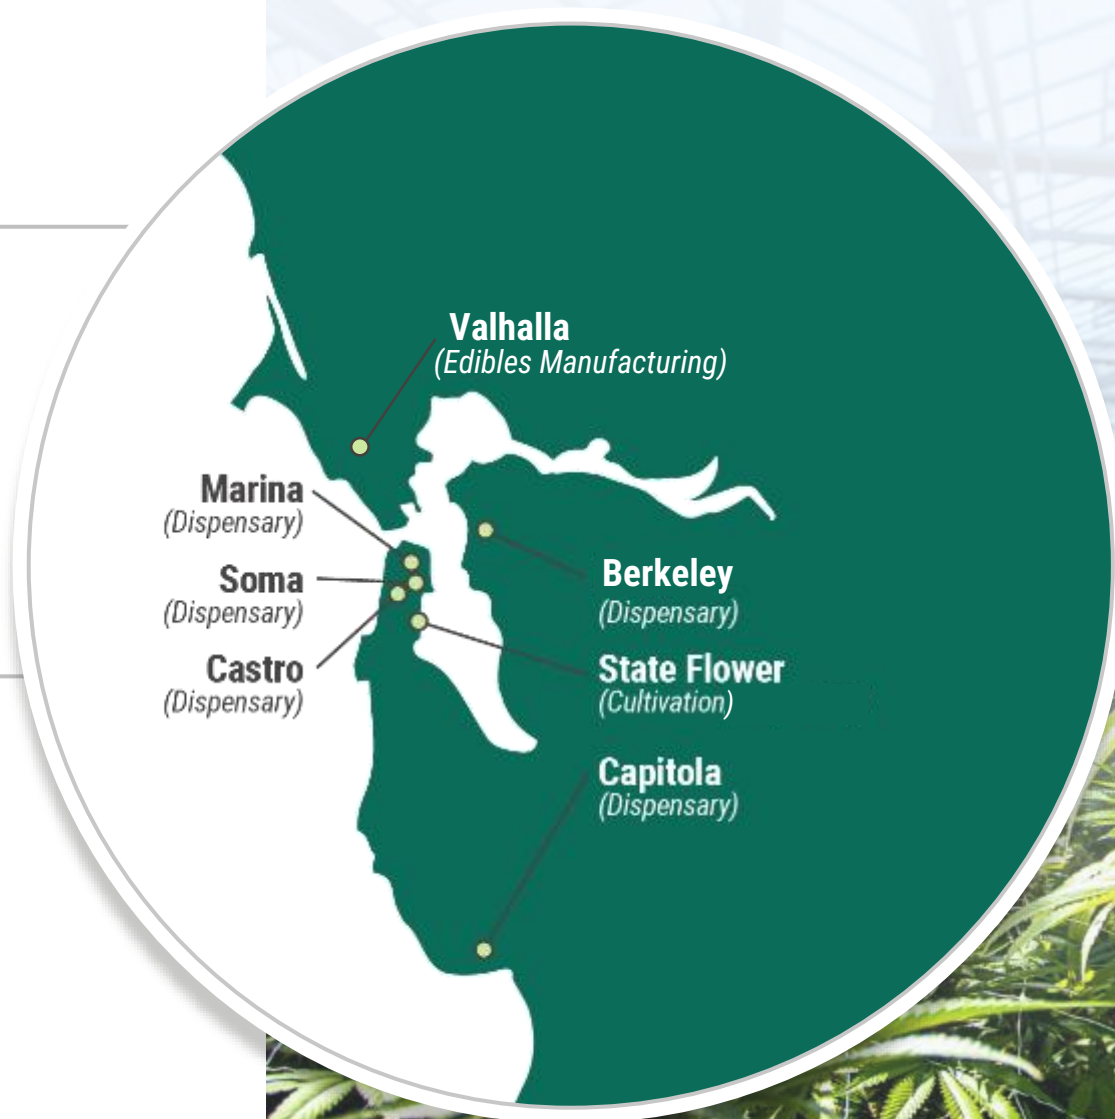 Valhalla
(Edibles Manufacturing)
Marina
(Dispensary)
Soma
(Dispensary)
Castro
(Dispensary)
Berkeley
(Dispensary)
State Flower
(Cultivation)
Capitola
(Dispensary)